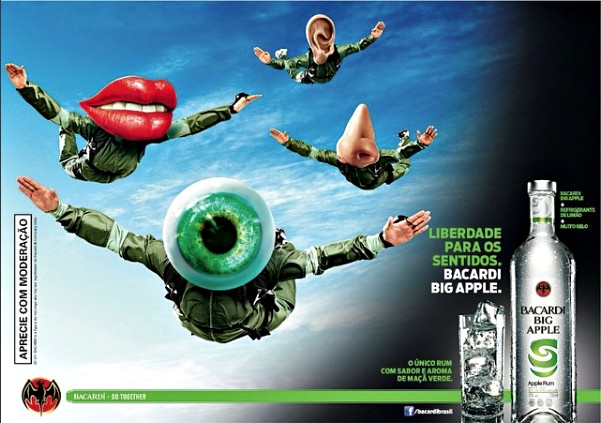 APRECIE COM MODERAÇÃO
LIBERDADE
PARA OS
SENTIDOS.
BACARDI
BIG APPLE.
BACARDI
BIG APPLE
+
REFRIGERANTE
DE LIMÃO
+
MUITO GELO
BACARDI
BIG
APPLE
Apple Rum
O ÚNICO RUM
COM SABOR E AROMA
DE MAÇÃ VERDE.
BACARDÍ • GO TOGETHER
f /bacardibrasil